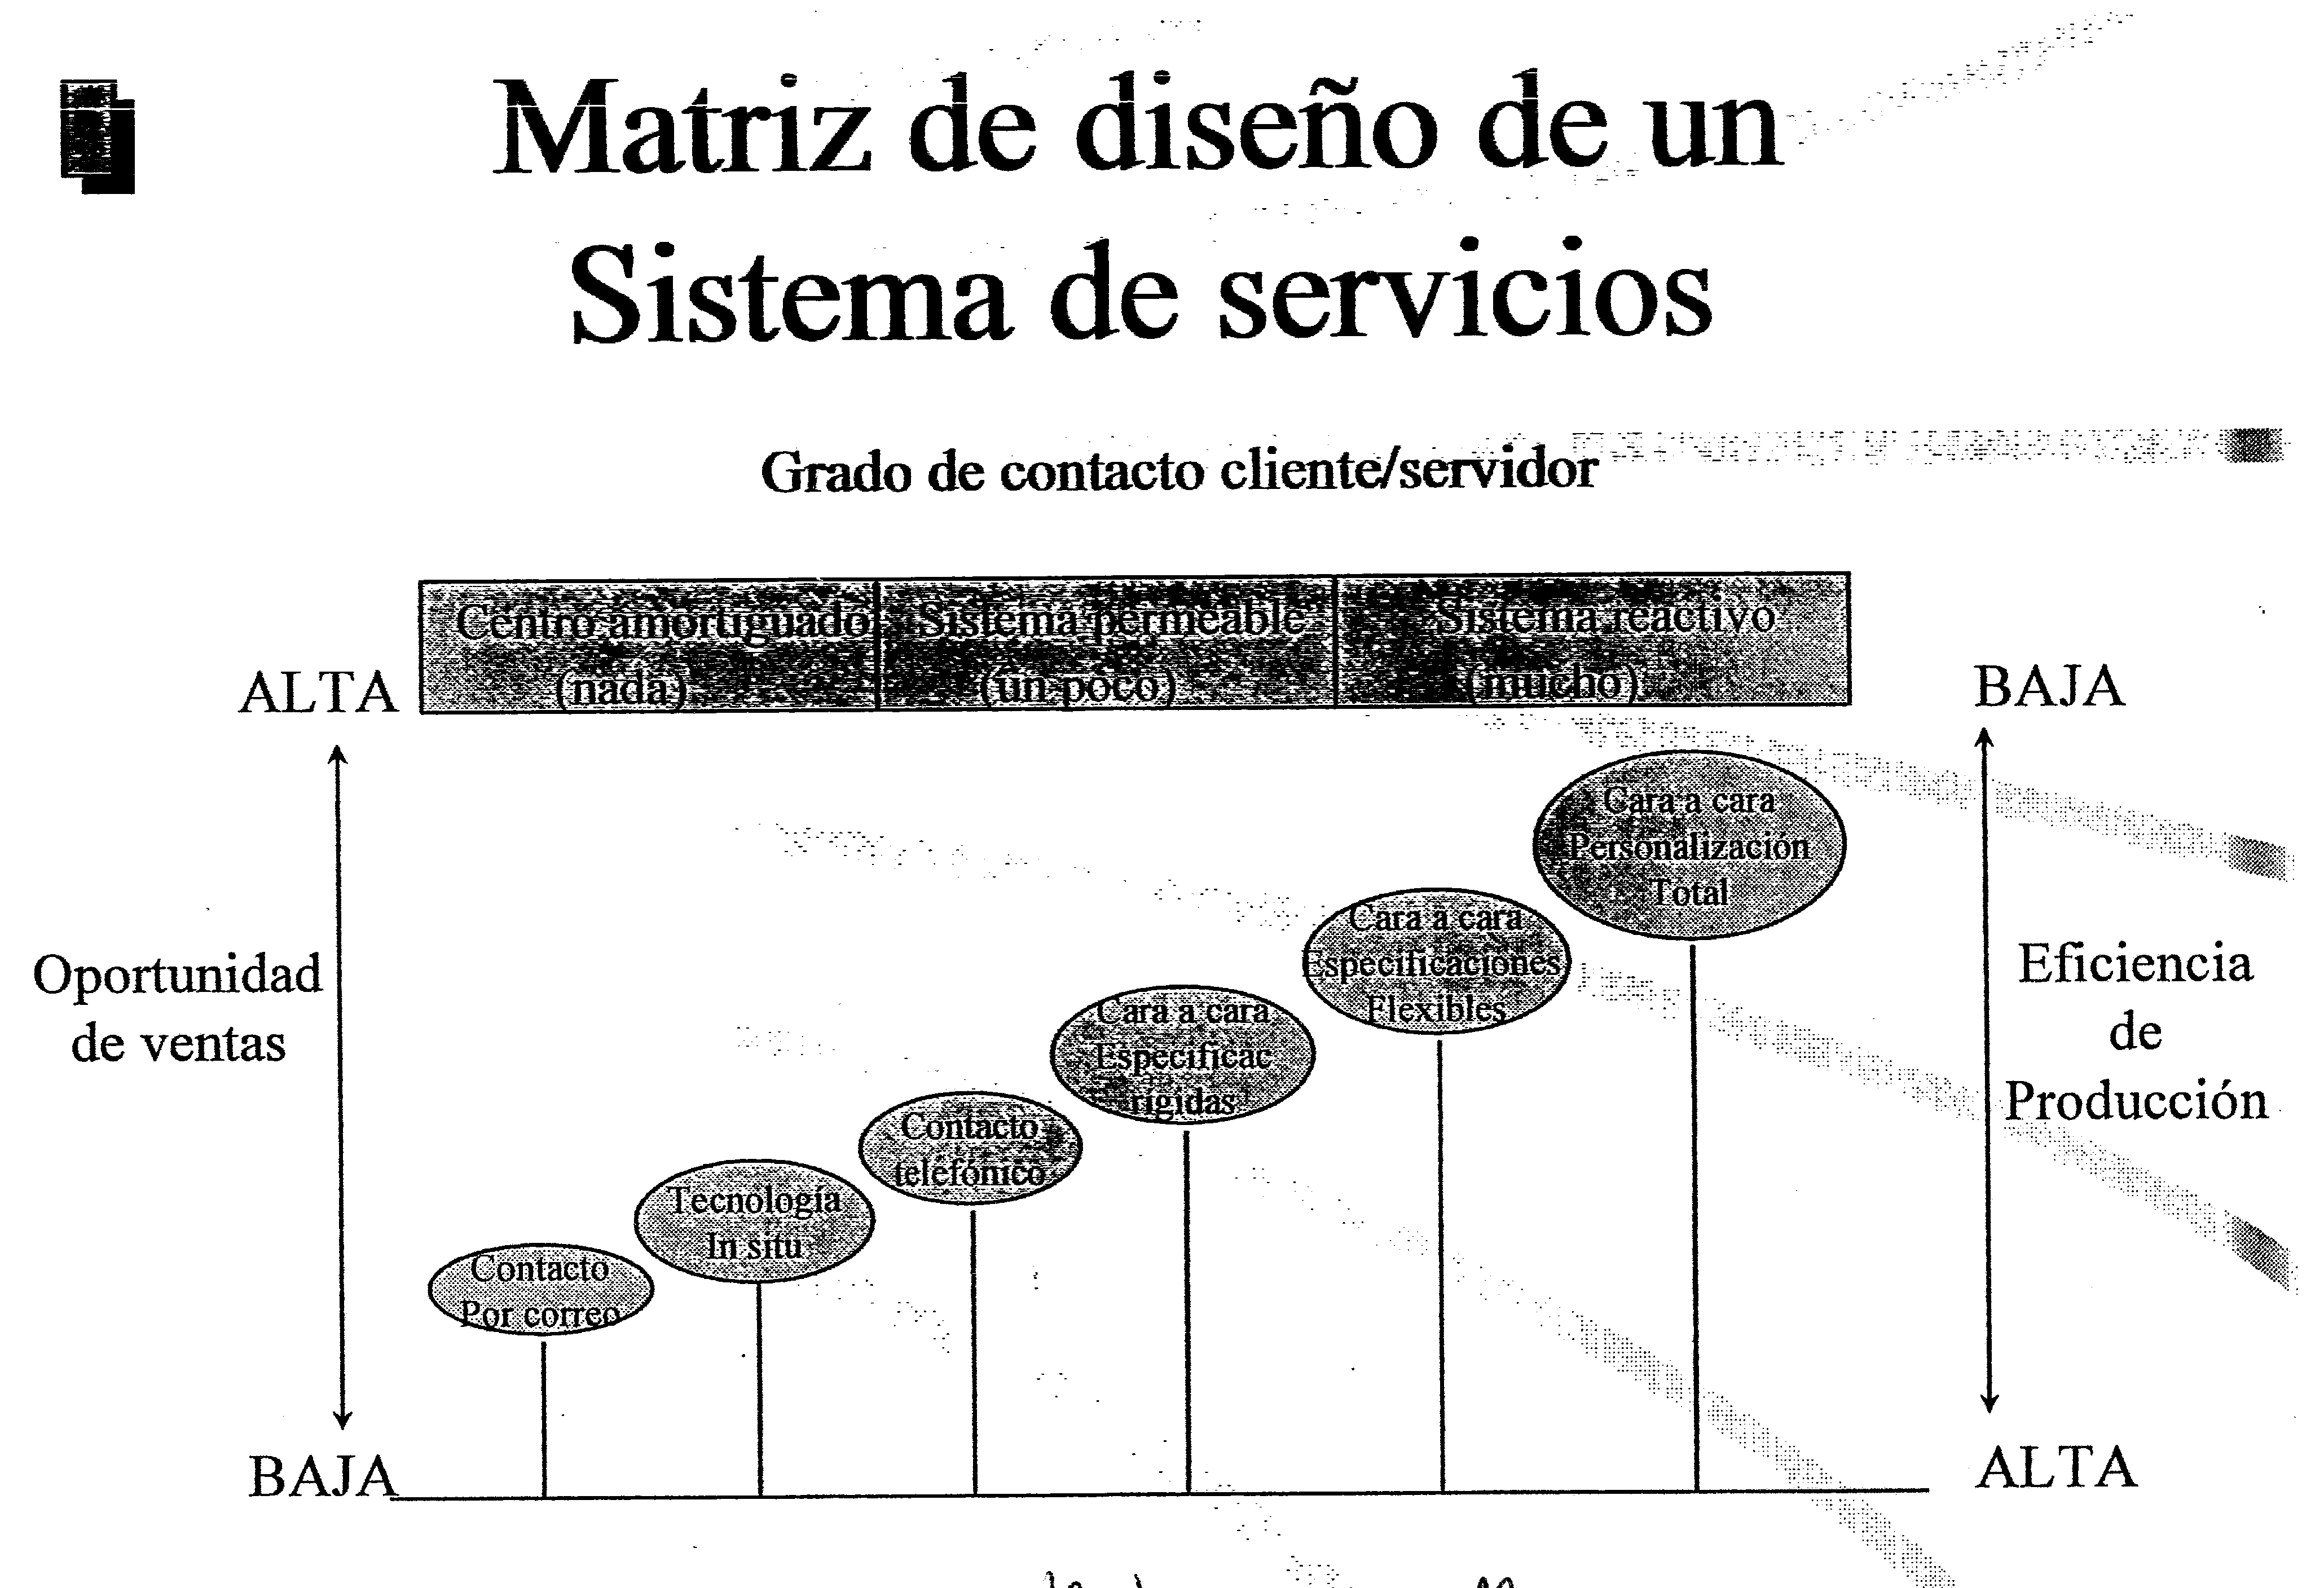 Matriz de diseño de un
Sistema de servicios
Grado de contacto cliente/servidor
Centro amortiguado
(nada)
Sistema permeable
(un poco)
Sistema reactivo
(mucho)
ALTA
BAJA
Oportunidad
de ventas
Eficiencia
de
Producción
Cara a cara
Personalización
Total
Cara a cara
Especificaciones
Flexibles
Cara a cara
Especificac
rígidas
Contacto
telefónico
Tecnología
In situ
Contacto
Por correo
BAJA
ALTA